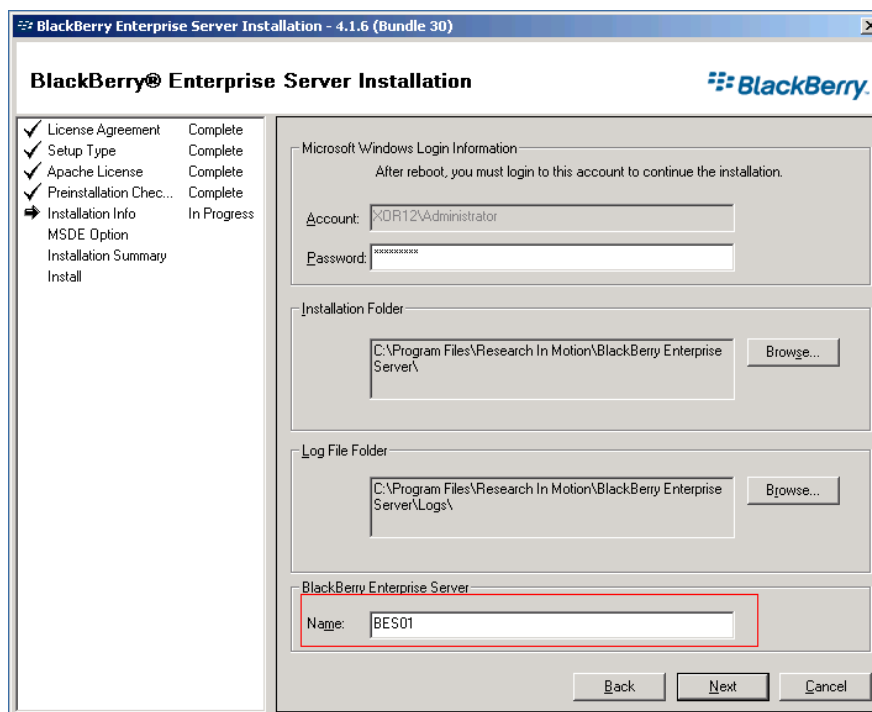 BlackBerry Enterprise Server Installation - 4.1.6 (Bundle 30)
BlackBerry® Enterprise Server Installation
BlackBerry.
License Agreement Complete
Setup Type Complete
Apache License Complete
Preinstallation Chec... Complete
Installation Info In Progress
MSDE Option
Installation Summary
Install
Microsoft Windows Login Information
After reboot, you must login to this account to continue the installation.
Account: XOR12\Administrator
Password: *********
Installation Folder
C:\Program Files\Research In Motion\BlackBerry Enterprise
Server\
Browse...
Log File Folder
C:\Program Files\Research In Motion\BlackBerry Enterprise
Server\Logs\
Browse...
BlackBerry Enterprise Server
Name: BES01
Back Next Cancel